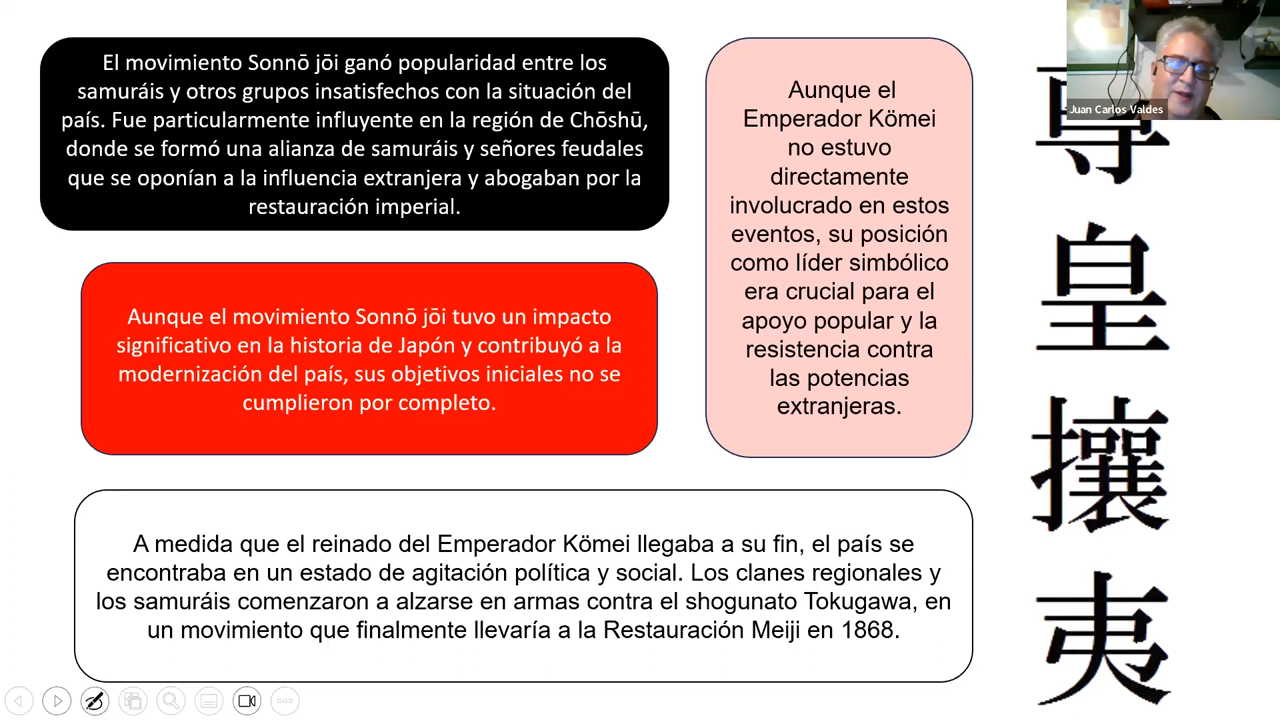 El movimiento Sonnō jōi ganó popularidad entre los
samuráis y otros grupos insatisfechos con la situación del
país. Fue particularmente influyente en la región de Chōshū,
donde se formó una alianza de samuráis y señores feudales
que se oponían a la influencia extranjera y abogaban por la
restauración imperial.
Aunque el movimiento Sonnō jōi tuvo un impacto
significativo en la historia de Japón y contribuyó a la
modernización del país, sus objetivos iniciales no se
cumplieron por completo.
Aunque el
Emperador Kömei
no estuvo
directamente
involucrado en estos
eventos, su posición
como líder simbólico
era crucial para el
apoyo popular y la
resistencia contra
las potencias
extranjeras.
A medida que el reinado del Emperador Kömei llegaba a su fin, el país se
encontraba en un estado de agitación política y social. Los clanes regionales y
los samuráis comenzaron a alzarse en armas contra el shogunato Tokugawa, en
un movimiento que finalmente llevaría a la Restauración Meiji en 1868.
Juan Carlos Valdes
尊皇攘夷